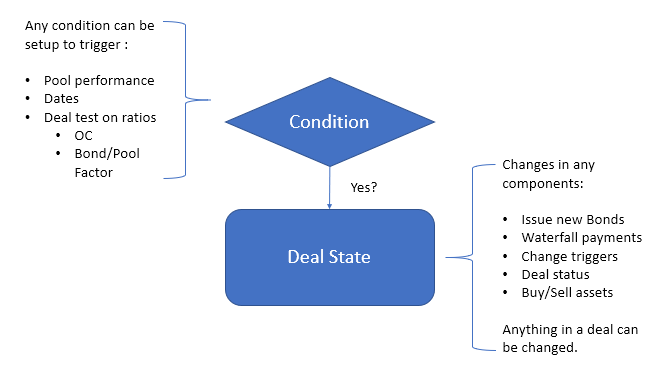 Any condition can be
setup to trigger :
• Pool performance
• Dates
• Deal test on ratios
• OC
• Bond/Pool
Factor
Condition
Yes?
Deal State
Changes in any
components:
• Issue new Bonds
• Waterfall payments
• Change triggers
• Deal status
• Buy/Sell assets
Anything in a deal can
be changed.